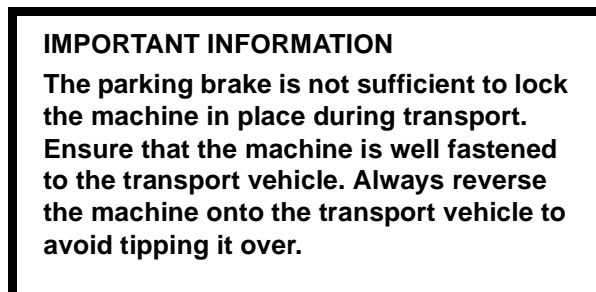 IMPORTANT INFORMATION
The parking brake is not sufficient to lock
the machine in place during transport.
Ensure that the machine is well fastened
to the transport vehicle. Always reverse
the machine onto the transport vehicle to
avoid tipping it over.